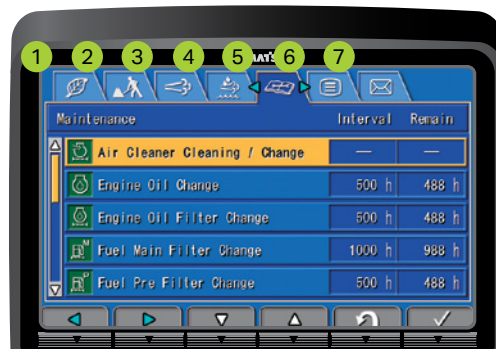 1 2 3 4 5 6 7
Maintenance Interval Remain
Air Cleaner Cleaning / Change — —
Engine Oil Change 500 h 488 h
Engine Oil Filter Change 500 h 488 h
M
Fuel Main Filter Change 1000 h 988 h
P
Fuel Pre Filter Change 500 h 488 h